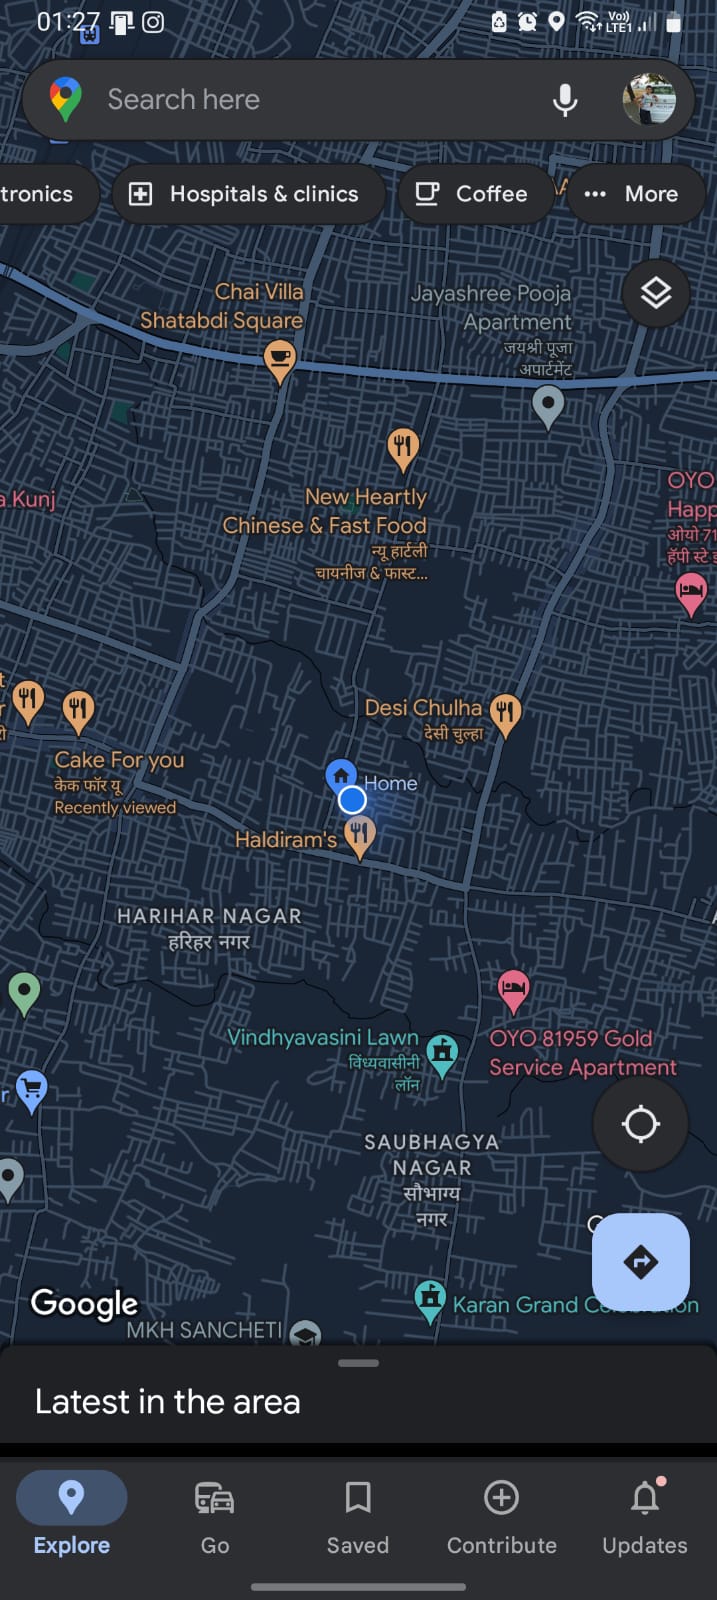 01:27
Vo))
LTE1
Search here
tronics
Hospitals & clinics
Coffee
More
Chai Villa
Shatabdi Square
Jayashree Pooja
Apartment
जयश्री पूजा
अपार्टमेंट
New Heartly
Chinese & Fast Food
न्यू हार्टली
चायनीज & फास्ट...
a Kunj
OYO
Happ
ओयो 71
हॅपी स्टे
Desi Chulha
देसी चुल्हा
Cake For you
केक फॉर यू
Recently viewed
Home
Haldiram's
HARIHAR NAGAR
हरिहर नगर
Vindhyavasini Lawn
विंध्यवासीनी
लॉन
OYO 81959 Gold
Service Apartment
SAUBHAGYA
NAGAR
सौभाग्य
नगर
Karan Grand
Google
MKH SANCHETI
Latest in the area
Explore
Go
Saved
Contribute
Updates